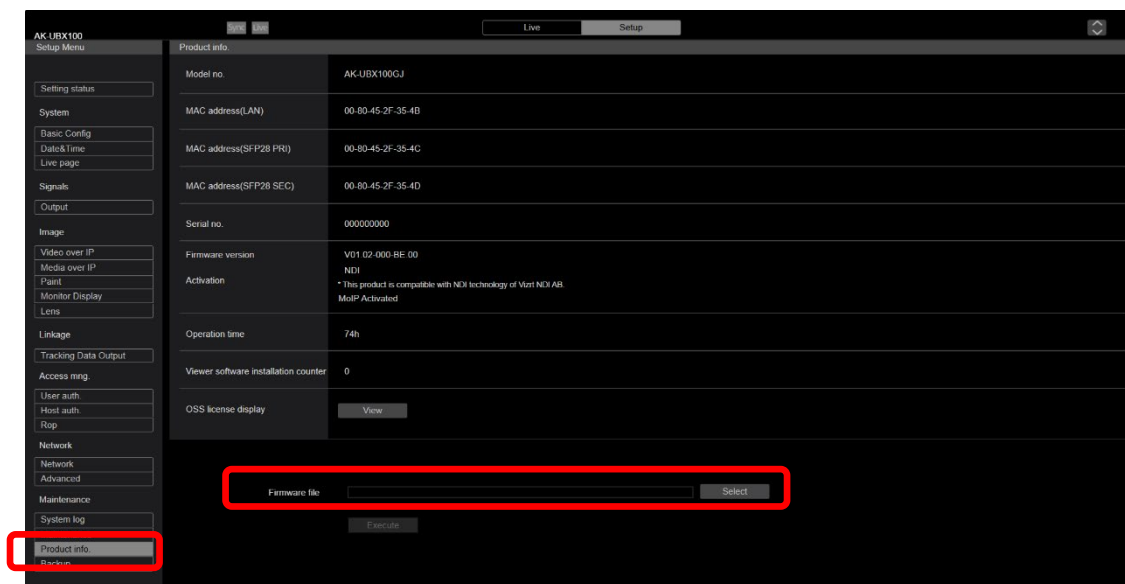 AK-UBX100
Sync Live
Live Setup
Setup Menu
Product info.
Setting status
System
Basic Config
Date&Time
Live page
Signals
Output
Image
Video over IP
Media over IP
Paint
Monitor Display
Lens
Linkage
Tracking Data Output
Access mng.
User auth.
Host auth.
Rop
Network
Network
Advanced
Maintenance
System log
Product info.
Backup
Model no. AK-UBX100GJ
MAC address(LAN) 00-80-45-2F-35-4B
MAC address(SFP28 PRI) 00-80-45-2F-35-4C
MAC address(SFP28 SEC) 00-80-45-2F-35-4D
Serial no. 000000000
Firmware version V01.02-000-BE.00
Activation
NDI
* This product is compatible with NDI technology of Vizrt NDI AB.
MoIP Activated
Operation time 74h
Viewer software installation counter 0
OSS license display View
Firmware file Select
Execute